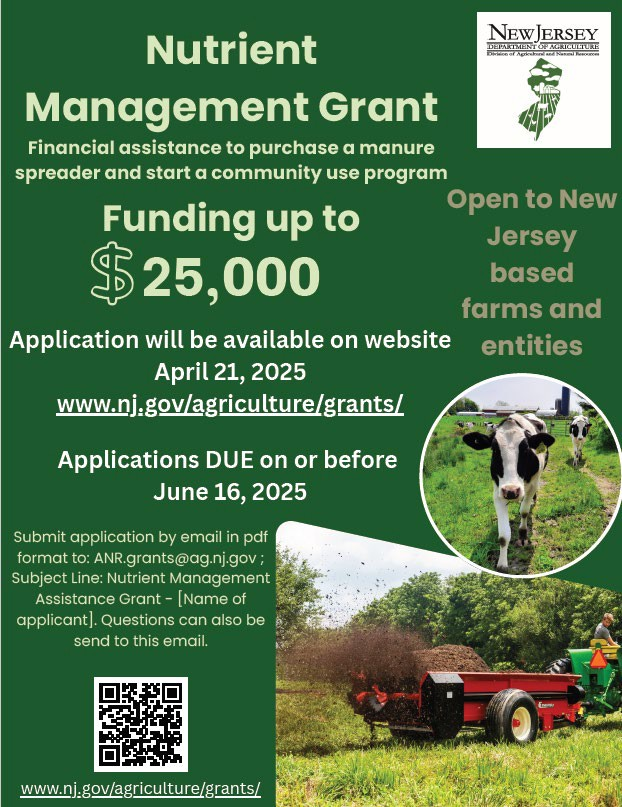 Nutrient
Management Grant
Financial assistance to purchase a manure
spreader and start a community use program
NEW JERSEY
DEPARTMENT OF AGRICULTURE
Division of Agricultural and Natural Resources
Funding up to
$25,000
Open to New
Jersey
based
farms and
entities
Application will be available on website
April 21, 2025
www.nj.gov/agriculture/grants/
Applications DUE on or before
June 16, 2025
Submit application by email in pdf
format to: ANR.grants@ag.nj.gov ;
Subject Line: Nutrient Management
Assistance Grant - [Name of
applicant]. Questions can also be
send to this email.
www.nj.gov/agriculture/grants/